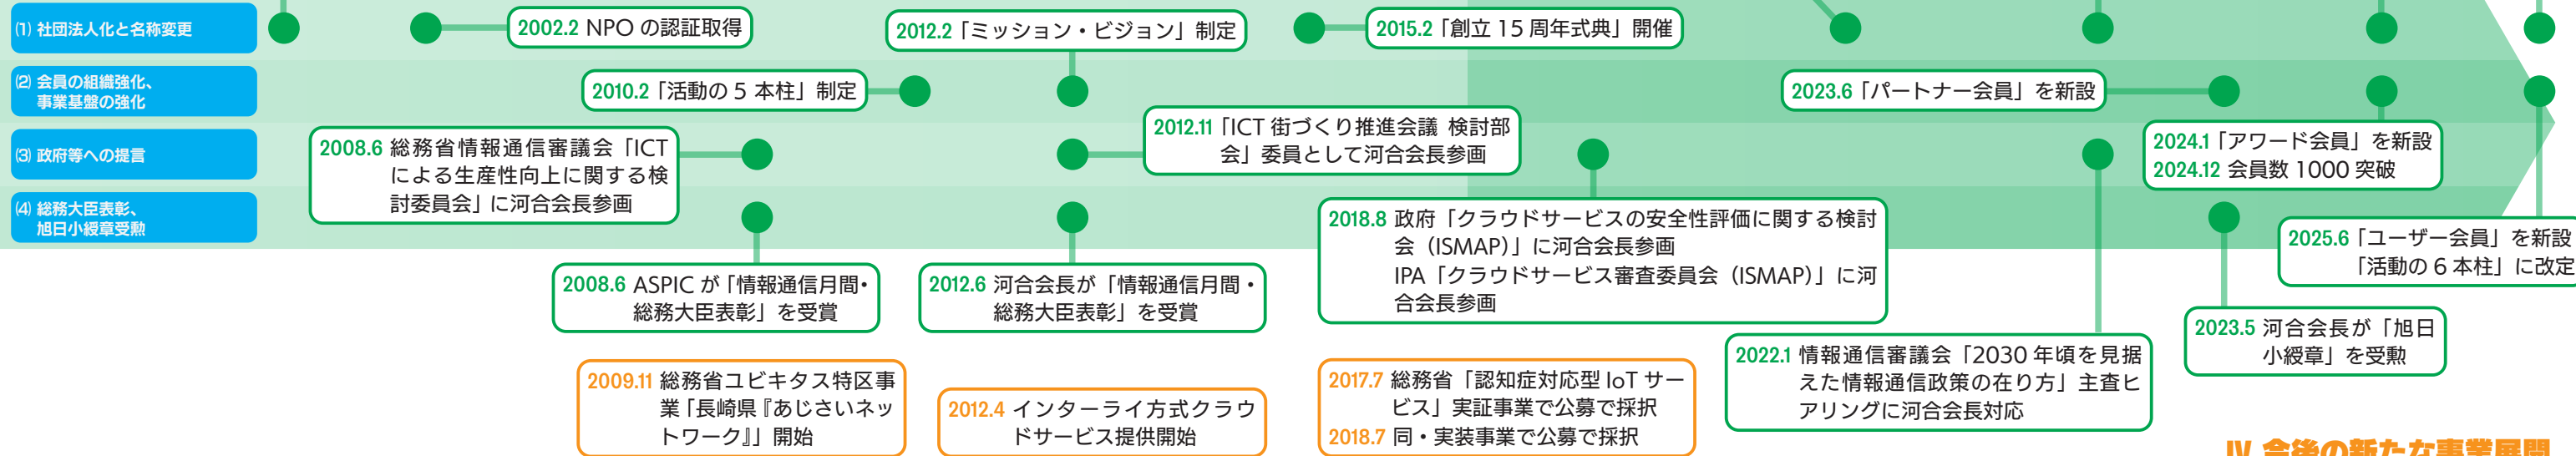 (1) 社団法人化と名称変更
2002.2 NPO の認証取得
2012.2「ミッション・ビジョン」制定
2015.2「創立 15 周年式典」開催
(2) 会員の組織強化、
事業基盤の強化
2010.2「活動の 5 本柱」制定
2023.6「パートナー会員」を新設
(3) 政府等への提言
2008.6 総務省情報通信審議会「ICT
による生産性向上に関する検
討委員会」に河合会長参画
2012.11「ICT 街づくり推進会議 検討部
会」委員として河合会長参画
2024.1「アワード会員」を新設
2024.12 会員数 1000 突破
(4) 総務大臣表彰、
旭日小綬章受勲
2018.8 政府「クラウドサービスの安全性評価に関する検討
会（ISMAP）」に河合会長参画
IPA「クラウドサービス審査委員会（ISMAP）」に河
合会長参画
2025.6「ユーザー会員」を新設
「活動の 6 本柱」に改定
2008.6 ASPIC が「情報通信月間・
総務大臣表彰」を受賞
2012.6 河合会長が「情報通信月間・
総務大臣表彰」を受賞
2023.5 河合会長が「旭日
小綬章」を受勲
2022.1 情報通信審議会「2030 年頃を見据
えた情報通信政策の在り方」主査ヒ
アリングに河合会長対応
2009.11 総務省ユビキタス特区事
業「長崎県『あじさいネッ
トワーク』」開始
2012.4 インターライ方式クラウ
ドサービス提供開始
2017.7 総務省「認知症対応型 IoT サー
ビス」実証事業で公募で採択
2018.7 同・実装事業で公募で採択
Ⅳ 今後の新たな事業展開